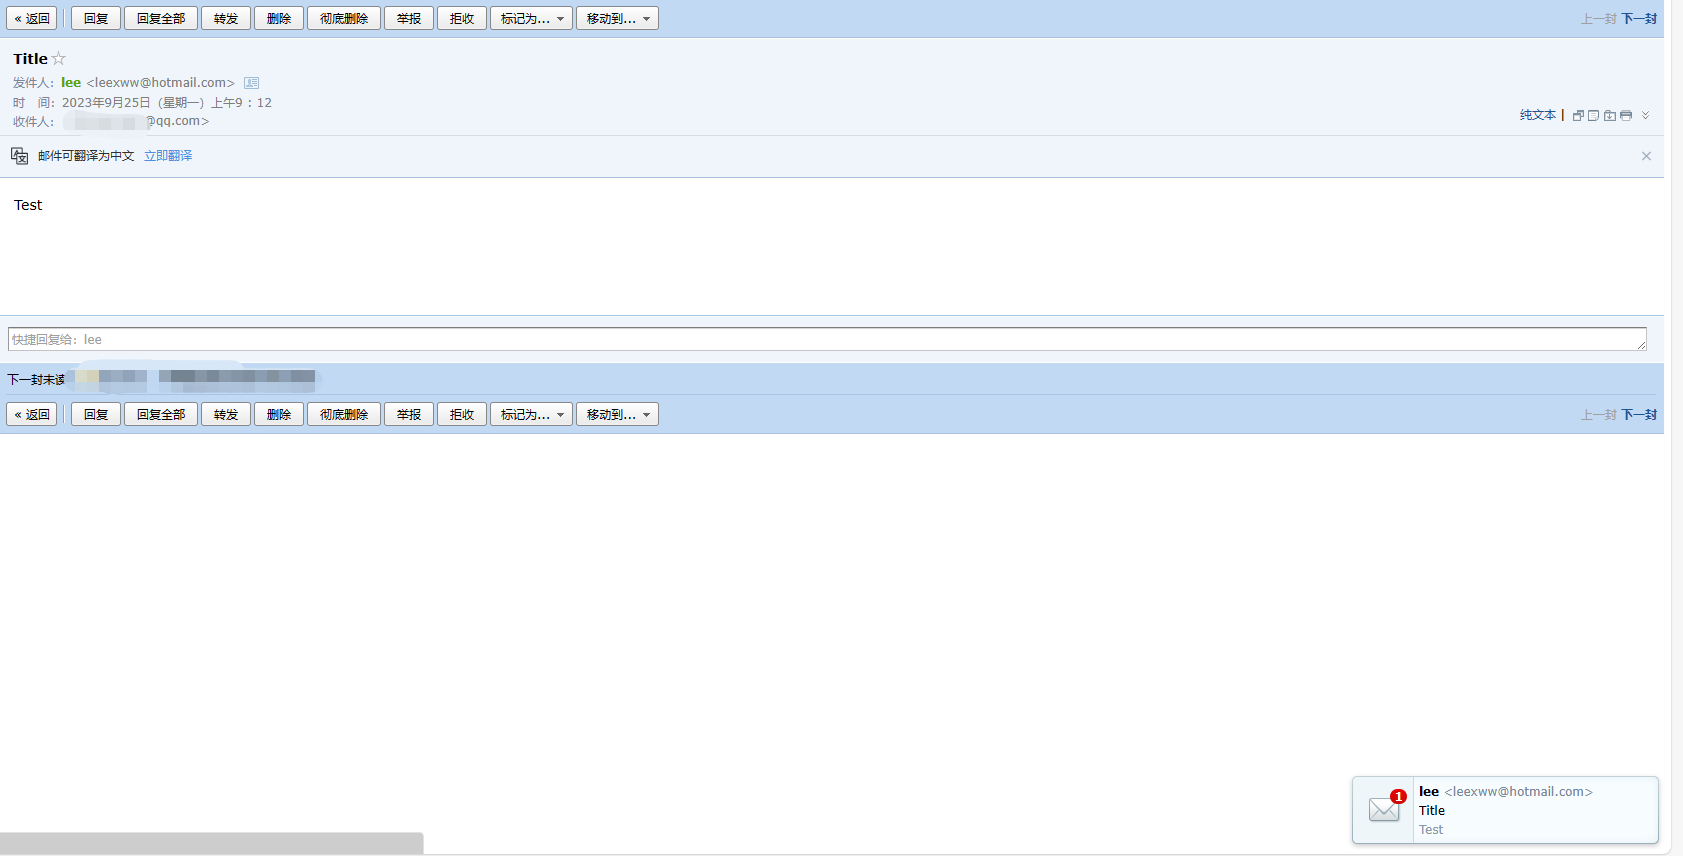 « 返回 回复 回复全部 转发 删除 彻底删除 举报 拒收 标记为... 移动到... 上一封 下一封
Title☆
发件人：lee <leexww@hotmail.com>
时　间：2023年9月25日（星期一）上午9：12
收件人： @qq.com>
纯文本 |
邮件可翻译为中文 立即翻译
Test
快捷回复给：lee
下一封未读
« 返回 回复 回复全部 转发 删除 彻底删除 举报 拒收 标记为... 移动到... 上一封 下一封
1
lee <leexww@hotmail.com>
Title
Test